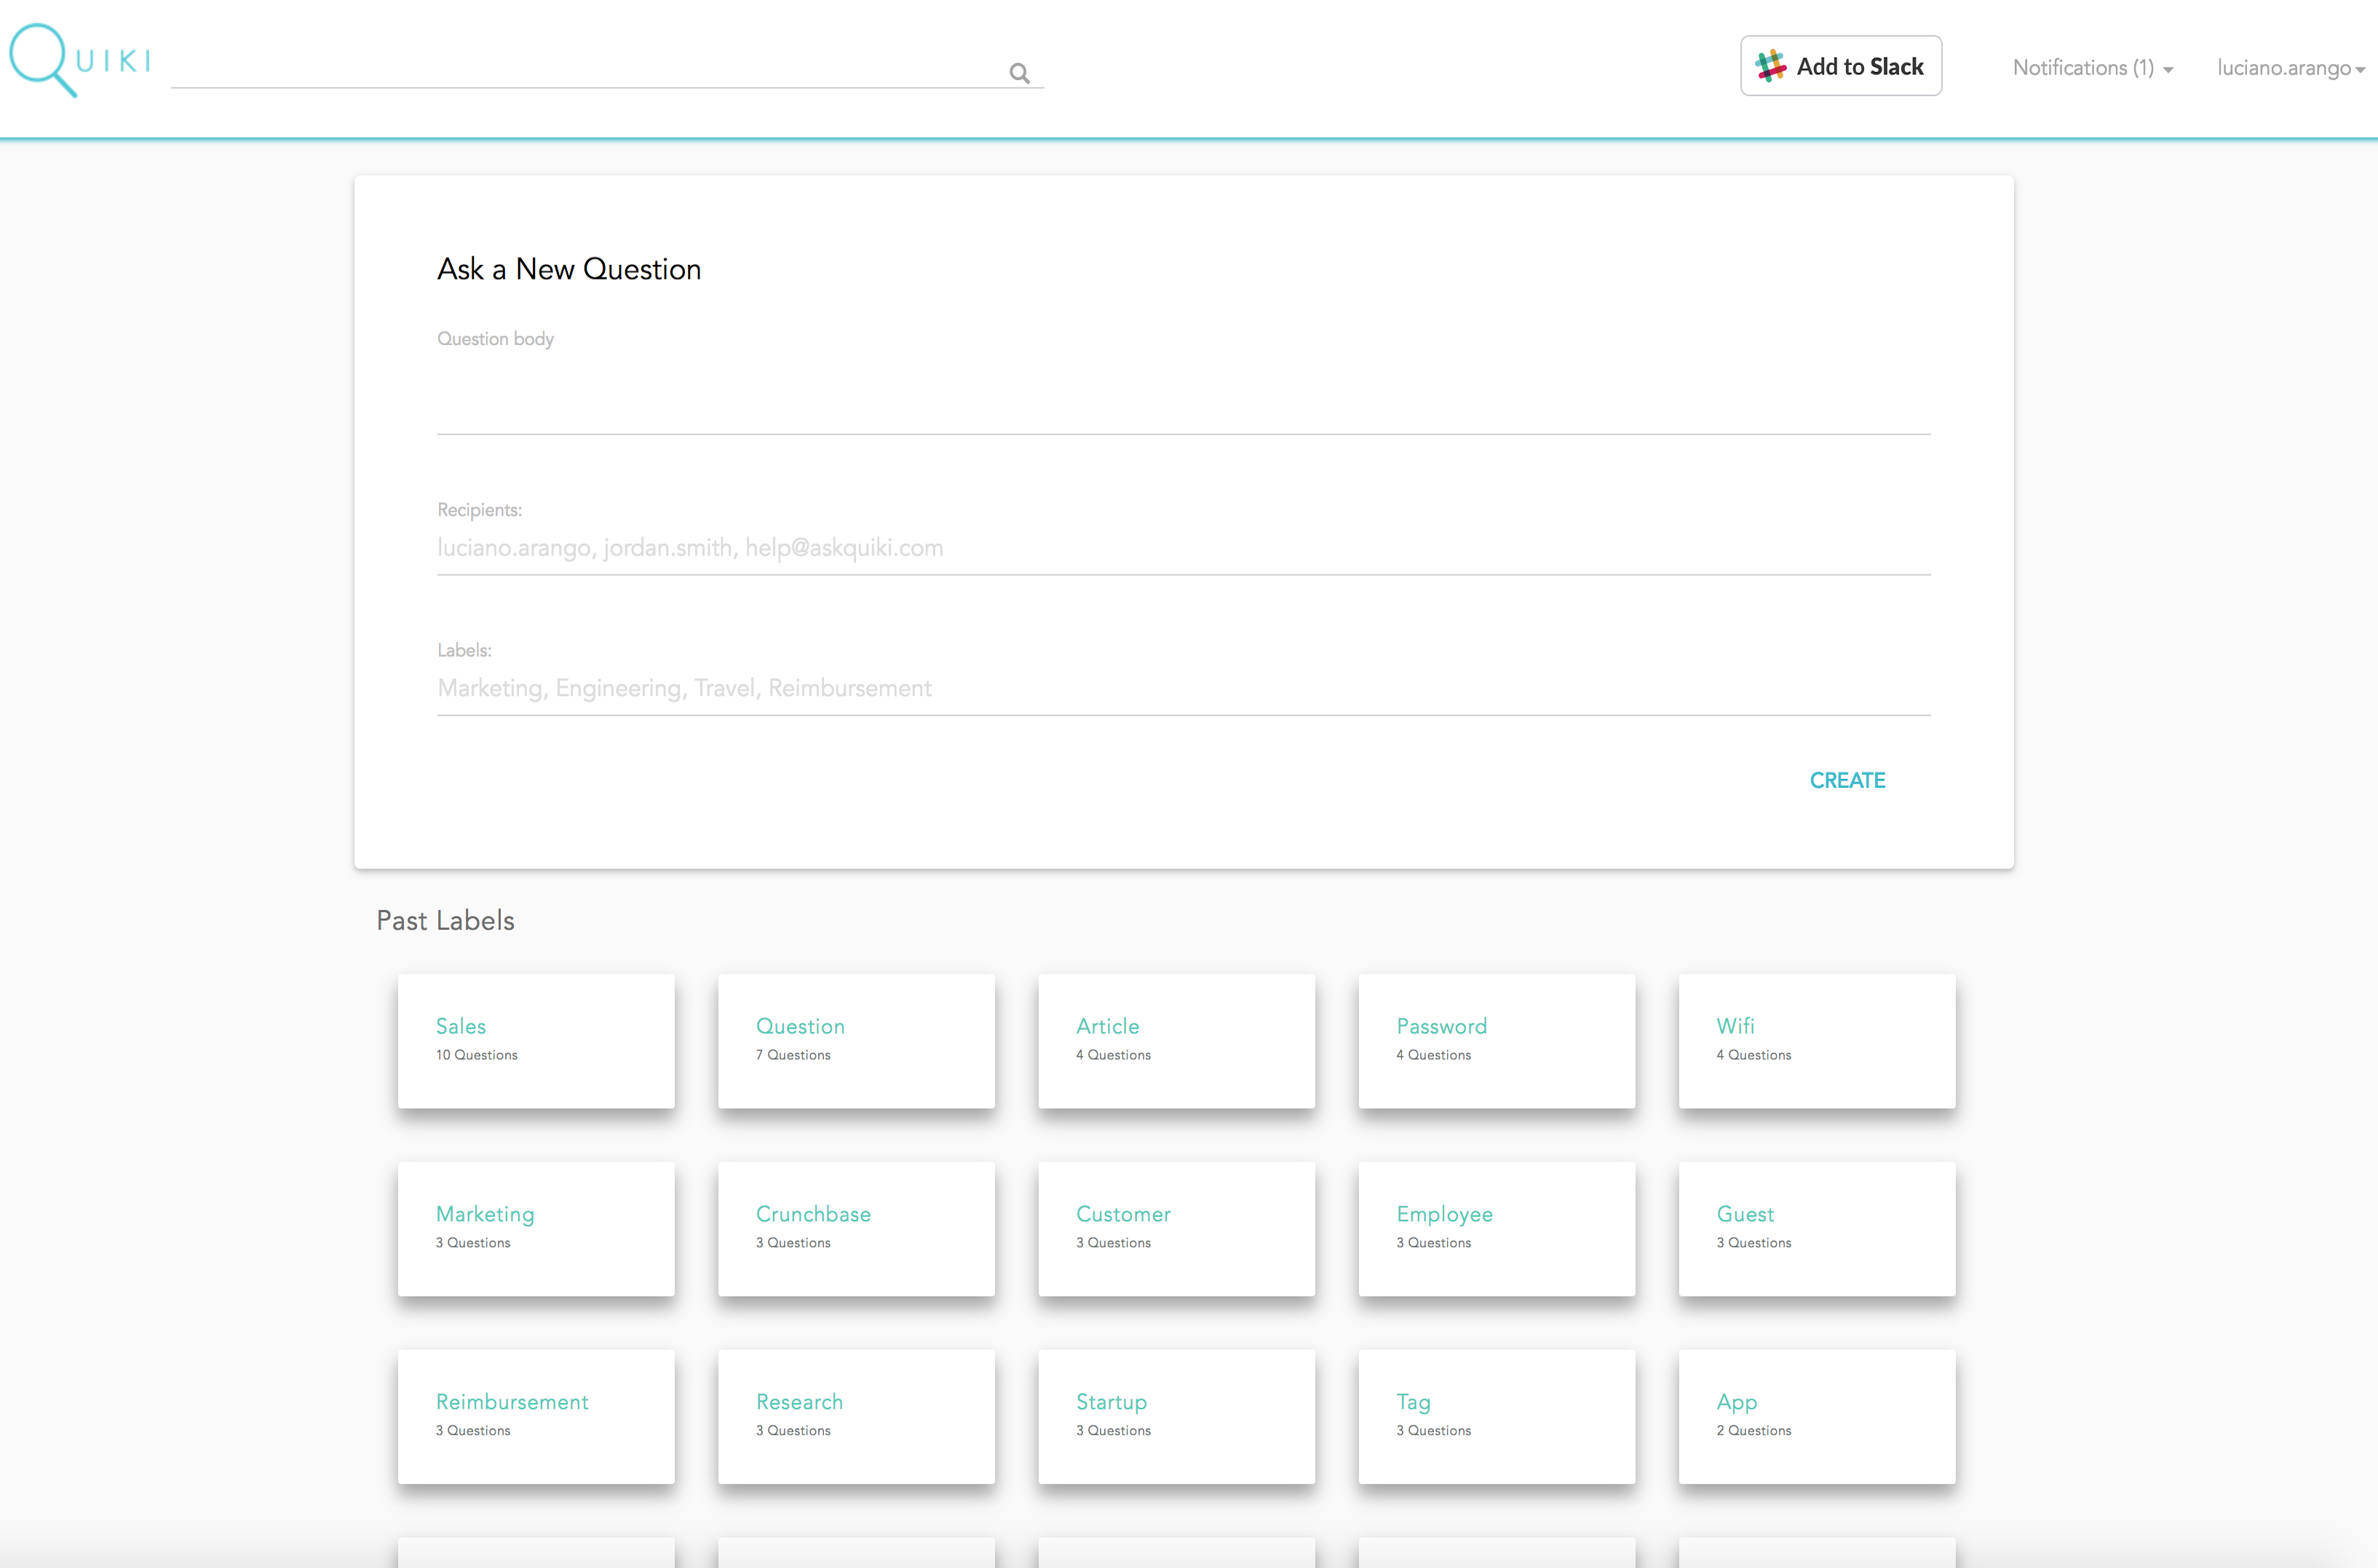 QUIKI
Add to Slack
Notifications (1)
luciano.arango
Ask a New Question
Question body
Recipients:
luciano.arango, jordan.smith, help@askquiki.com
Labels:
Marketing, Engineering, Travel, Reimbursement
CREATE
Past Labels
Sales
10 Questions
Question
7 Questions
Article
4 Questions
Password
4 Questions
Wifi
4 Questions
Marketing
3 Questions
Crunchbase
3 Questions
Customer
3 Questions
Employee
3 Questions
Guest
3 Questions
Reimbursement
3 Questions
Research
3 Questions
Startup
3 Questions
Tag
3 Questions
App
2 Questions